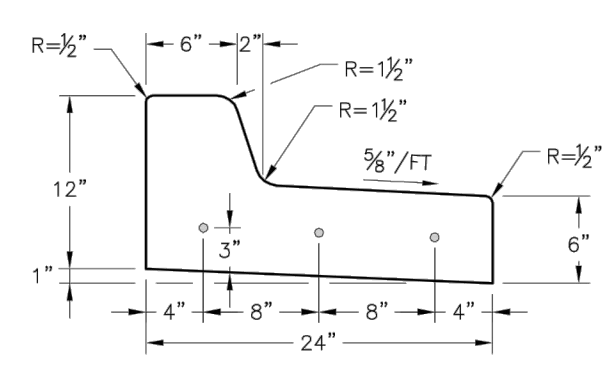 R=½"
6"
2"
R=1½"
R=1½"
⅝"/FT
R=½"
12"
3"
6"
1"
4"
8"
8"
4"
24"